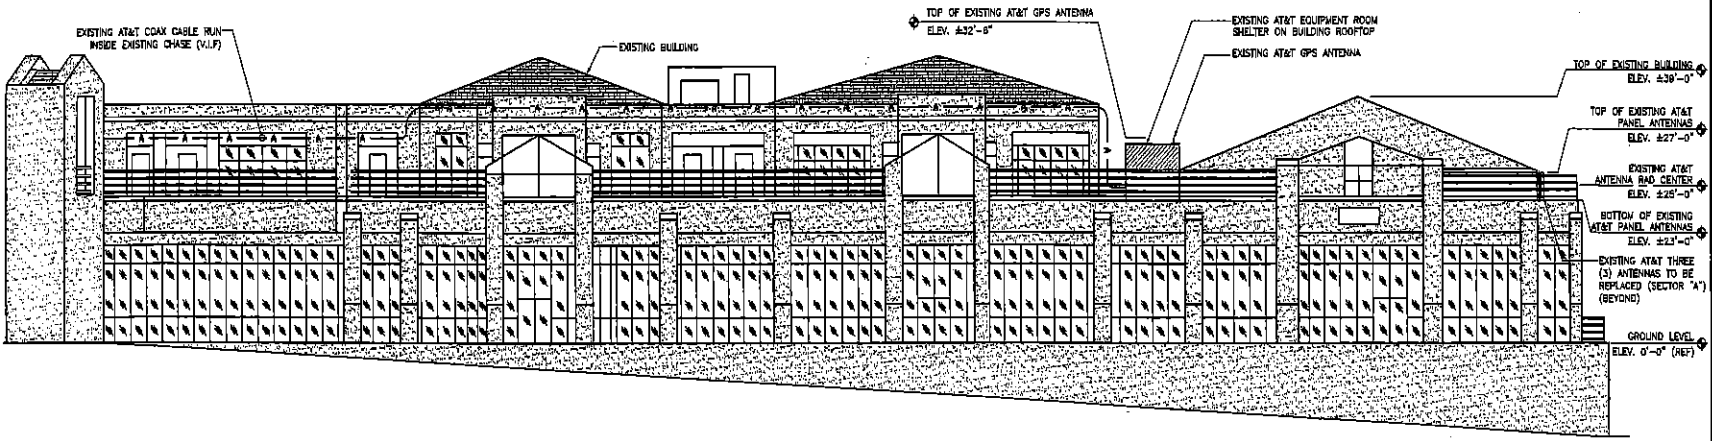 EXISTING AT&T COAX CABLE RUN
INSIDE EXISTING CHASE (V.I.F)
EXISTING BUILDING
TOP OF EXISTING AT&T GPS ANTENNA
ELEV. ±32'-6"
EXISTING AT&T EQUIPMENT ROOM
SHELTER ON BUILDING ROOFTOP
EXISTING AT&T GPS ANTENNA
TOP OF EXISTING BUILDING
ELEV. ±38'-0"
TOP OF EXISTING AT&T
PANEL ANTENNAS
ELEV. ±27'-0"
EXISTING AT&T
ANTENNA RAD CENTER
ELEV. ±25'-0"
BOTTOM OF EXISTING
AT&T PANEL ANTENNAS
ELEV. ±23'-0"
EXISTING AT&T THREE
(3) ANTENNAS TO BE
REPLACED (SECTOR "A")
(BEYOND)
GROUND LEVEL
ELEV. 0'-0" (REF)